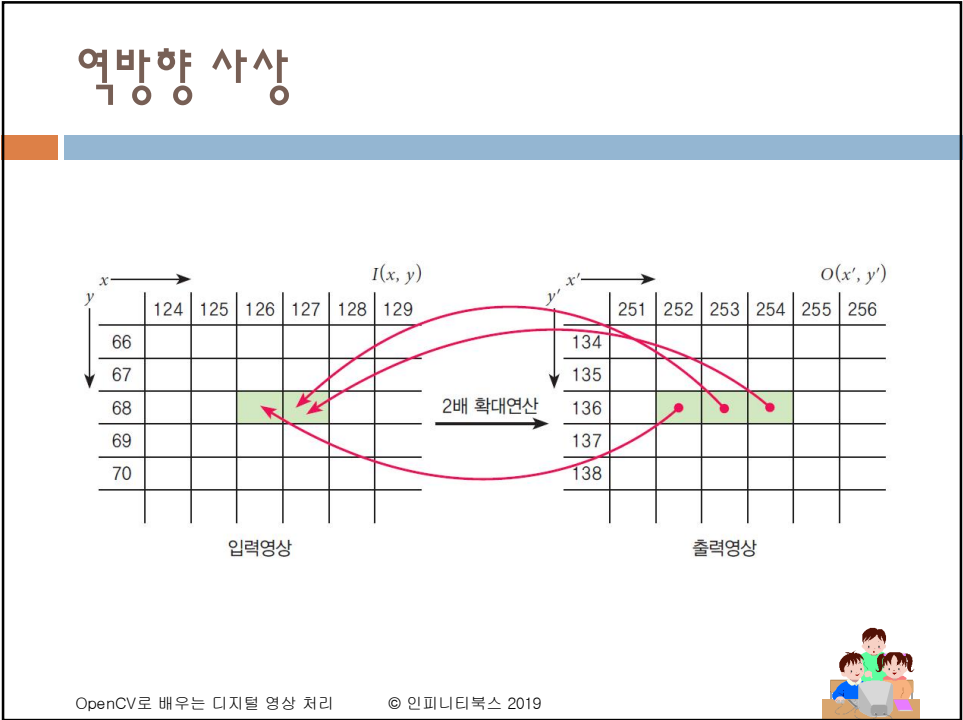 역방향 사상
x I(x, y) x′ O(x′, y′)
y 124 125 126 127 128 129 y′ 251 252 253 254 255 256
66 134
67 135
68 2배 확대연산 136
69 137
70 138
입력영상 출력영상
OpenCV로 배우는 디지털 영상 처리 © 인피니티북스 2019